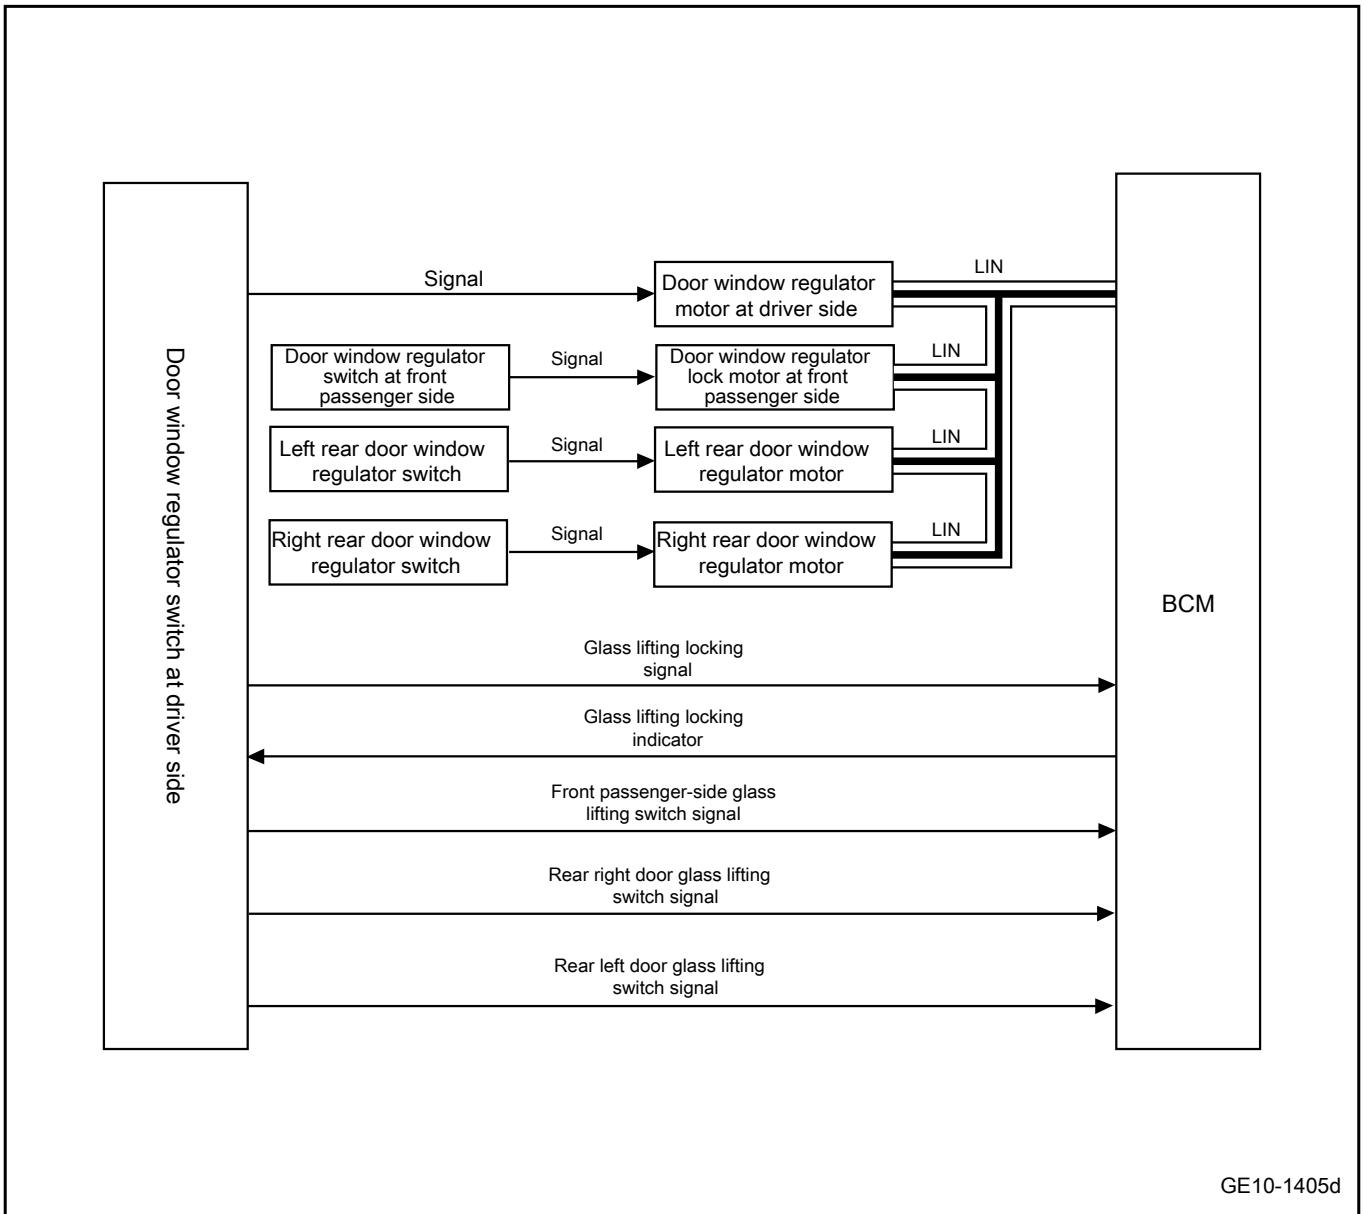 Door window regulator switch at driver side
Signal
Door window regulator
motor at driver side
LIN
Door window regulator
switch at front
passenger side
Signal
Door window regulator
lock motor at front
passenger side
LIN
Left rear door window
regulator switch
Signal
Left rear door window
regulator motor
LIN
Right rear door window
regulator switch
Signal
Right rear door window
regulator motor
LIN
BCM
Glass lifting locking
signal
Glass lifting locking
indicator
Front passenger-side glass
lifting switch signal
Rear right door glass lifting
switch signal
Rear left door glass lifting
switch signal
GE10-1405d